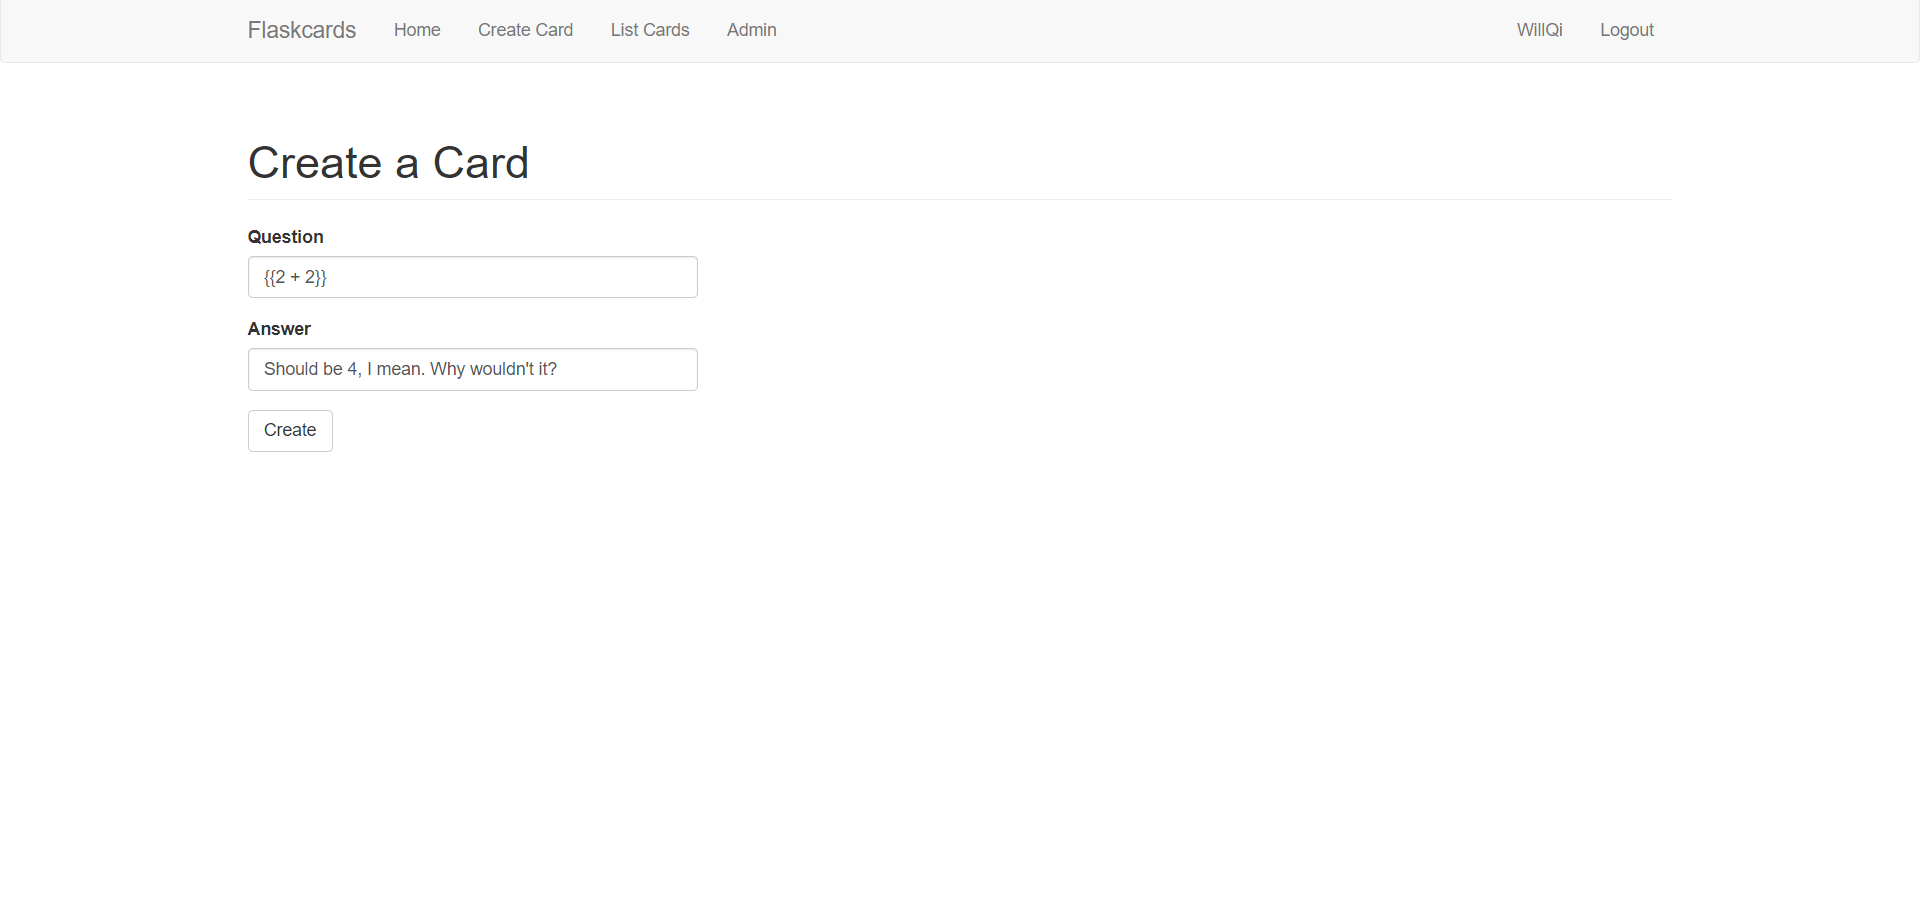 Flaskcards Home Create Card List Cards Admin WillQi Logout
Create a Card
Question
{{2 + 2}}
Answer
Should be 4, I mean. Why wouldn't it?
Create